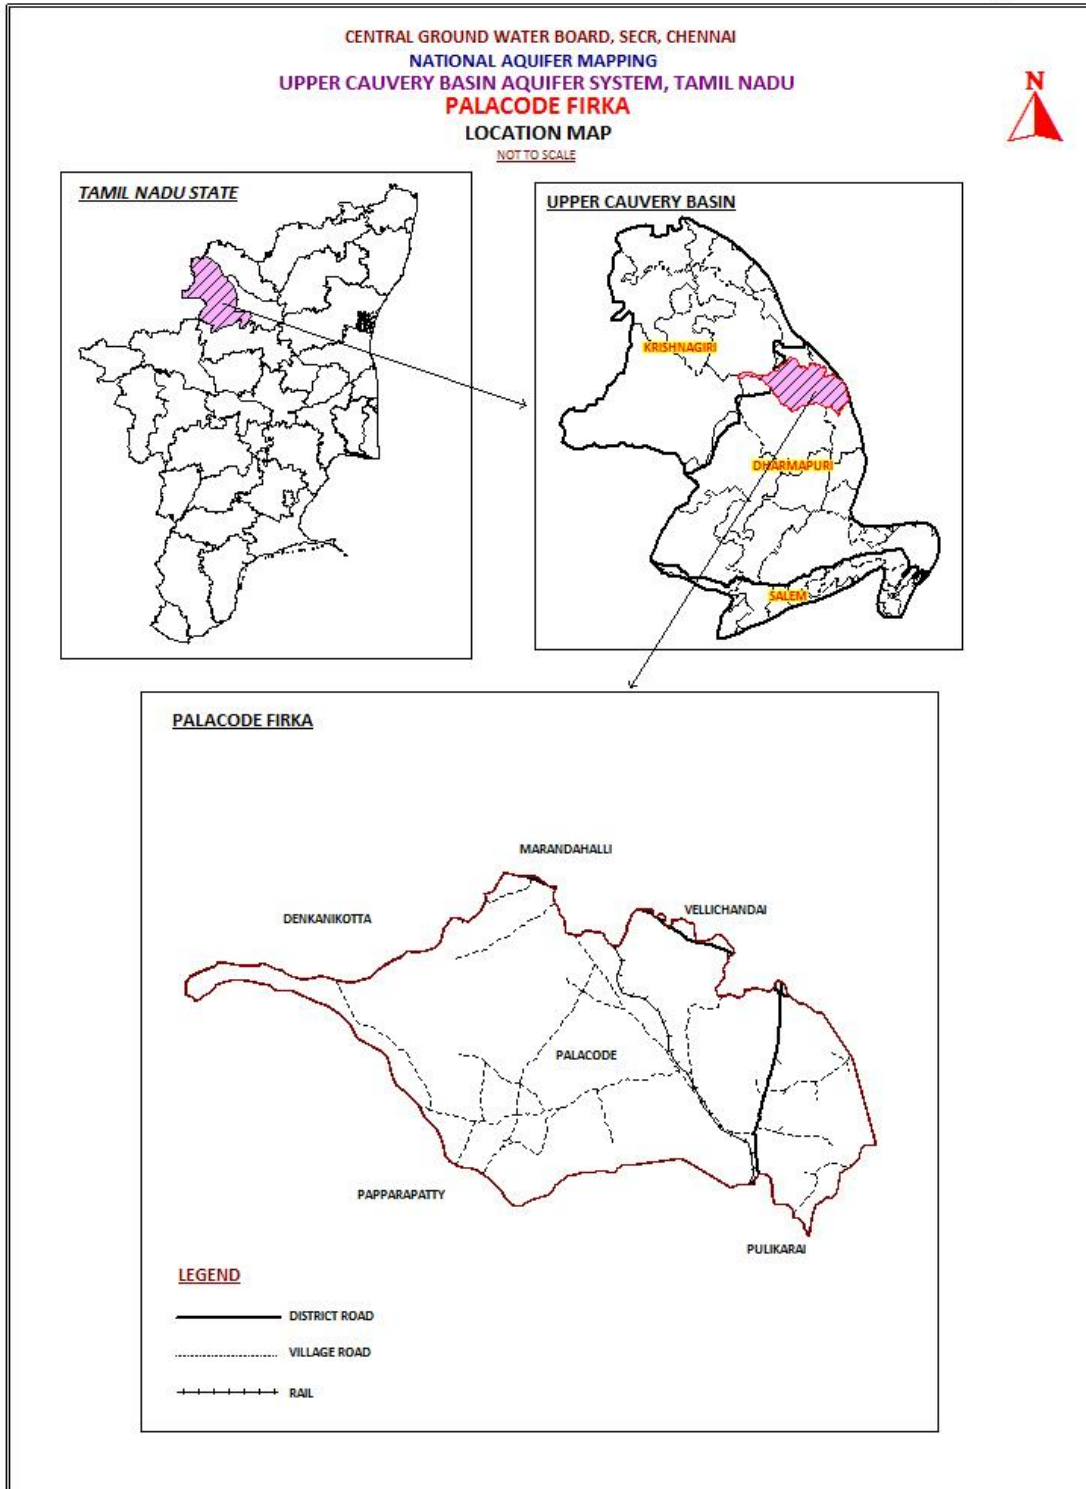 CENTRAL GROUND WATER BOARD, SECR, CHENNAI
NATIONAL AQUIFER MAPPING
UPPER CAUVERY BASIN AQUIFER SYSTEM, TAMIL NADU
PALACODE FIRKA
LOCATION MAP
NOT TO SCALE
N
TAMIL NADU STATE
UPPER CAUVERY BASIN
KRISHNAGIRI
DHARMAPURI
SALEM
PALACODE FIRKA
MARANDAHALLI
DENKANIKOTTA
VELLICHANDAI
PALACODE
PAPPARAPATTY
PULIKARAI
LEGEND
DISTRICT ROAD
VILLAGE ROAD
RAIL